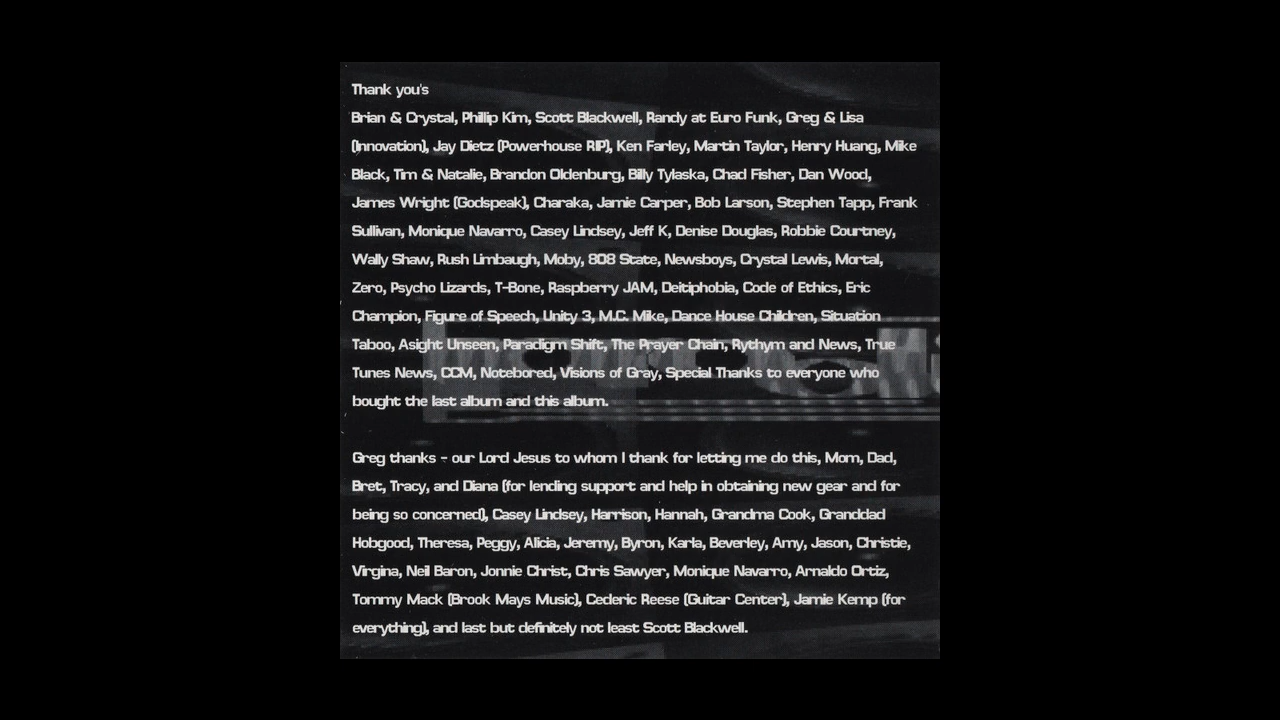 Thank you's
Brian & Crystal, Phillip Kim, Scott Blackwell, Randy at Euro Funk, Greg & Lisa
(Innovation), Jay Dietz (Powerhouse RIP), Ken Farley, Martin Taylor, Henry Huang, Mike
Black, Tim & Natalie, Brandon Oldenburg, Billy Tylaska, Chad Fisher, Dan Wood,
James Wright (Godspeak), Charaka, Jamie Carper, Bob Larson, Stephen Tapp, Frank
Sullivan, Monique Navarro, Casey Lindsey, Jeff K, Denise Douglas, Robbie Courtney,
Wally Shaw, Rush Limbaugh, Moby, 808 State, Newsboys, Crystal Lewis, Mortal,
Zero, Psycho Lizards, T-Bone, Raspberry JAM, Deitiphobia, Code of Ethics, Eric
Champion, Figure of Speech, Unity 3, M.C. Mike, Dance House Children, Situation
Taboo, Asight Unseen, Paradigm Shift, The Prayer Chain, Rythym and News, True
Tunes News, CCM, Notebored, Visions of Gray, Special Thanks to everyone who
bought the last album and this album.
Greg thanks - our Lord Jesus to whom I thank for letting me do this, Mom, Dad,
Bret, Tracy, and Diana (for lending support and help in obtaining new gear and for
being so concerned), Casey Lindsey, Harrison, Hannah, Grandma Cook, Granddad
Hobgood, Theresa, Peggy, Alicia, Jeremy, Byron, Karla, Beverley, Amy, Jason, Christie,
Virgina, Neil Baron, Jonnie Christ, Chris Sawyer, Monique Navarro, Arnaldo Ortiz,
Tommy Mack (Brook Mays Music), Cederic Reese (Guitar Center), Jamie Kemp (for
everything), and last but definitely not least Scott Blackwell.